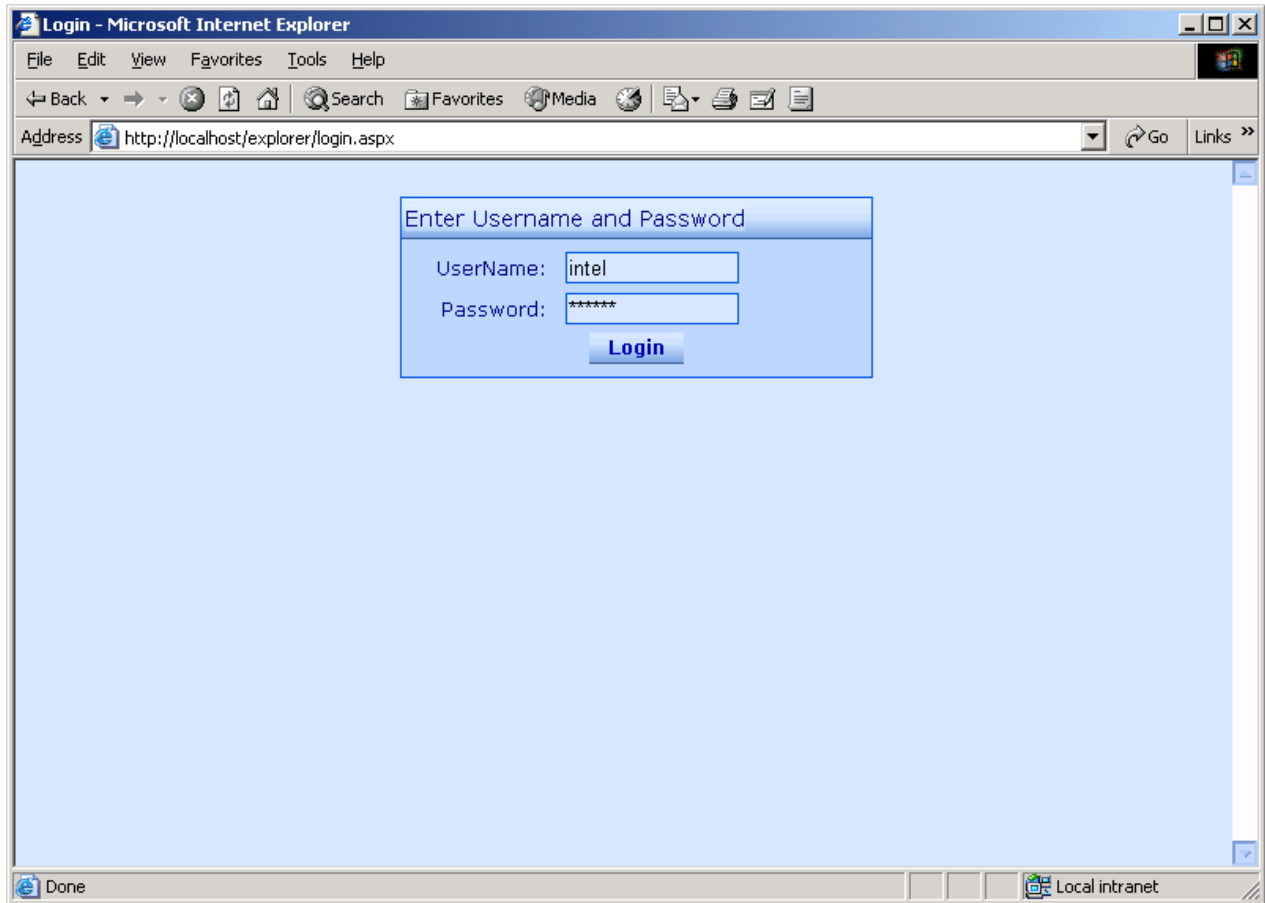 Login - Microsoft Internet Explorer
File Edit View Favorites Tools Help
Back Search Favorites Media
Address http://localhost/explorer/login.aspx Go Links »
Enter Username and Password
UserName: intel
Password: ******
Login
Done Local intranet